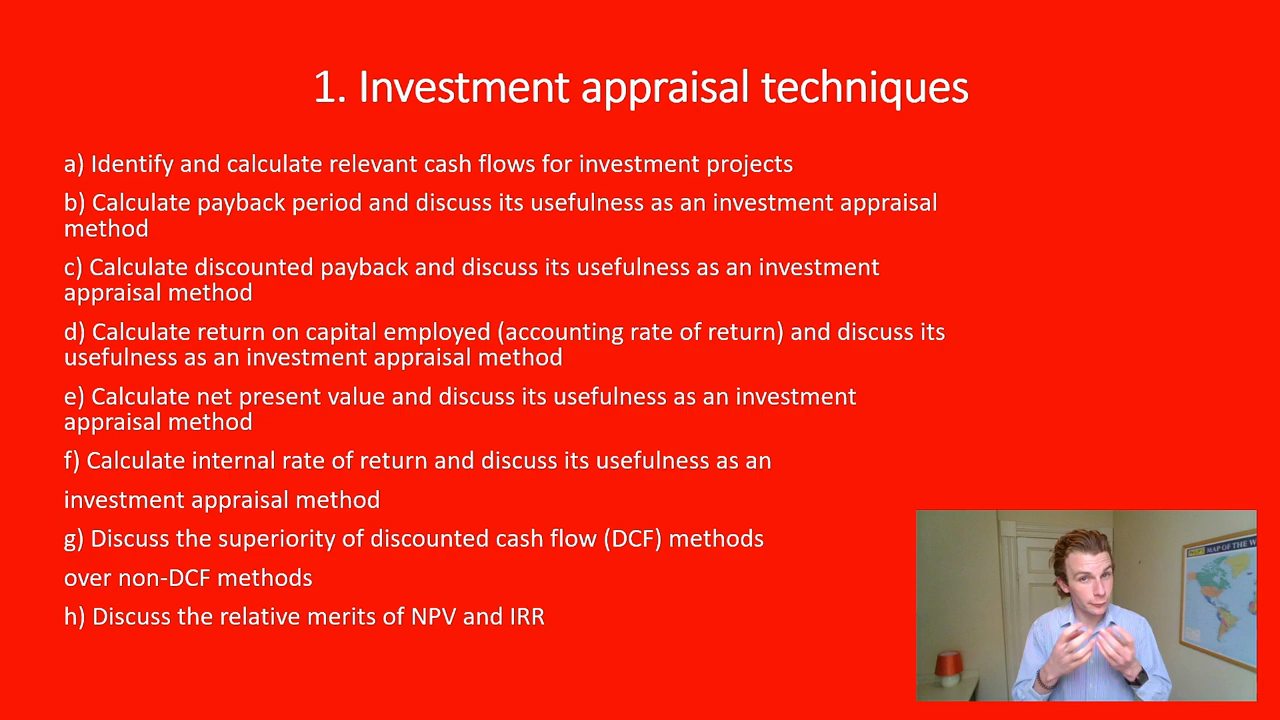 1. Investment appraisal techniques
a) Identify and calculate relevant cash flows for investment projects
b) Calculate payback period and discuss its usefulness as an investment appraisal
method
c) Calculate discounted payback and discuss its usefulness as an investment
appraisal method
d) Calculate return on capital employed (accounting rate of return) and discuss its
usefulness as an investment appraisal method
e) Calculate net present value and discuss its usefulness as an investment
appraisal method
f) Calculate internal rate of return and discuss its usefulness as an
investment appraisal method
g) Discuss the superiority of discounted cash flow (DCF) methods
over non-DCF methods
h) Discuss the relative merits of NPV and IRR
MAP OF THE W